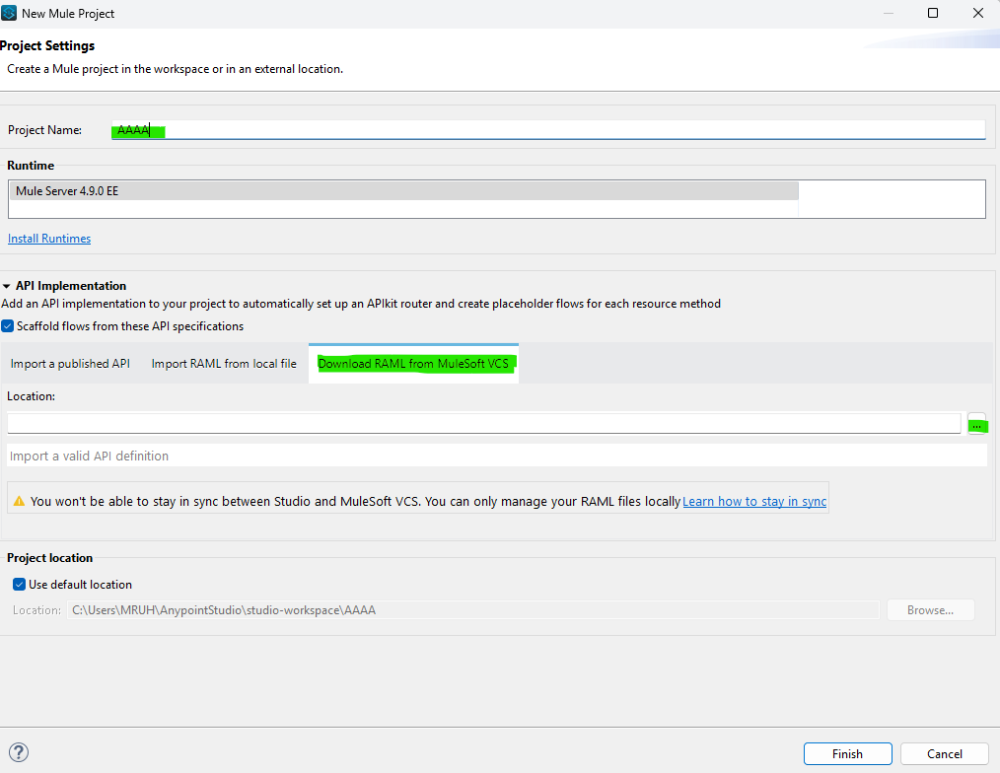 New Mule Project
Project Settings
Create a Mule project in the workspace or in an external location.
Project Name: AAAA
Runtime
Mule Server 4.9.0 EE
Install Runtimes
API Implementation
Add an API implementation to your project to automatically set up an APIkit router and create placeholder flows for each resource method
Scaffold flows from these API specifications
Import a published API Import RAML from local file Download RAML from MuleSoft VCS
Location:
...
Import a valid API definition
You won't be able to stay in sync between Studio and MuleSoft VCS. You can only manage your RAML files locally Learn how to stay in sync
Project location
Use default location
Location: C:\Users\MRUH\AnypointStudio\studio-workspace\AAAA Browse...
? Finish Cancel